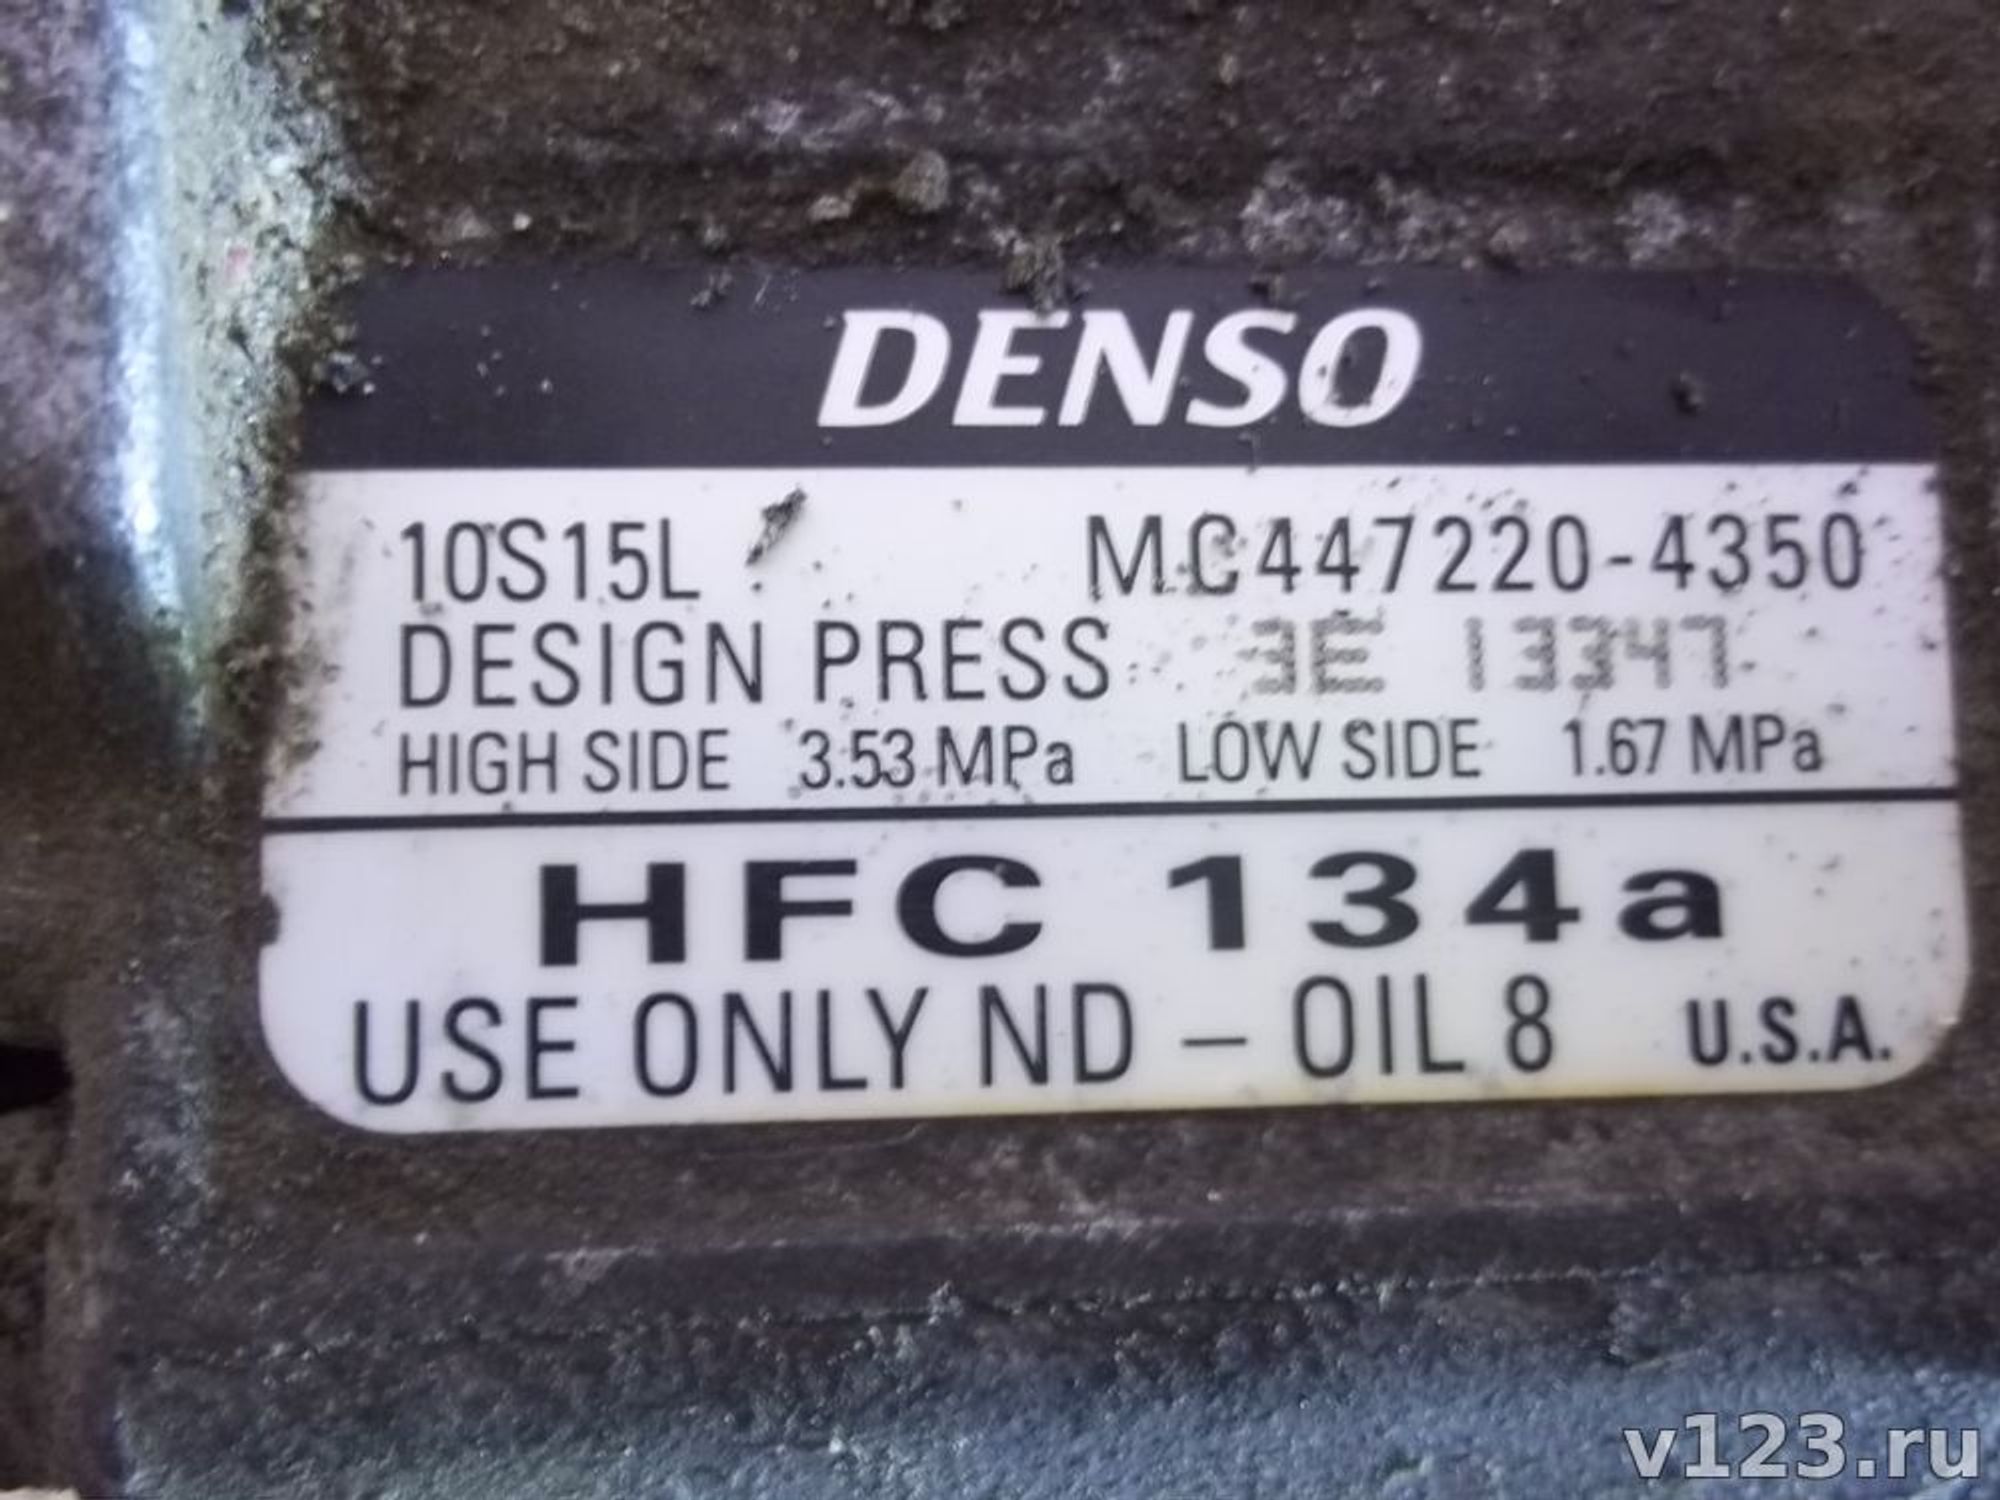 DENSO
10S15L MC447220-4350
DESIGN PRESS 3E 13347
HIGH SIDE 3.53 MPa LOW SIDE 1.67 MPa
HFC 134a
USE ONLY ND – OIL 8 U.S.A.
v123.ru